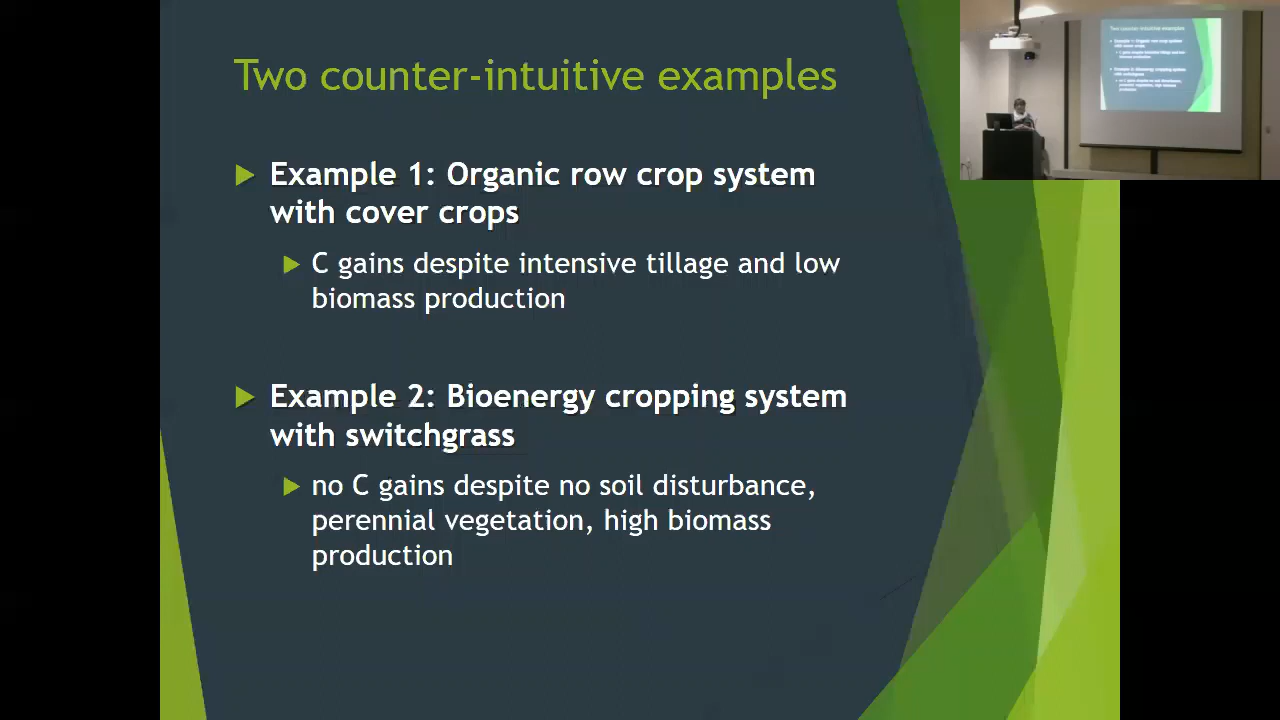 Two counter-intuitive examples
Example 1: Organic row crop system
with cover crops
C gains despite intensive tillage and low
biomass production
Example 2: Bioenergy cropping system
with switchgrass
no C gains despite no soil disturbance,
perennial vegetation, high biomass
production